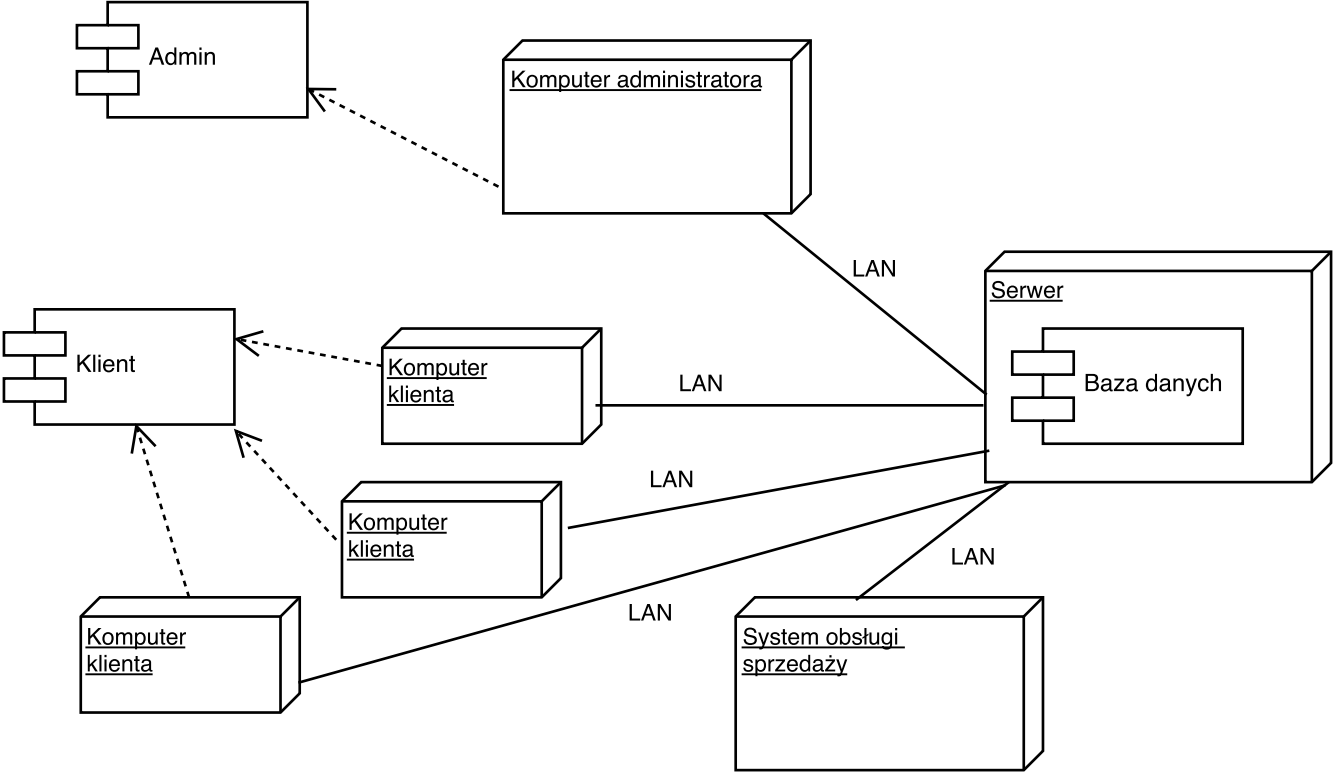 Admin
Komputer administratora
LAN
Serwer
Baza danych
Klient
Komputer
klienta
LAN
LAN
Komputer
klienta
LAN
LAN
Komputer
klienta
System obsługi
sprzedaży